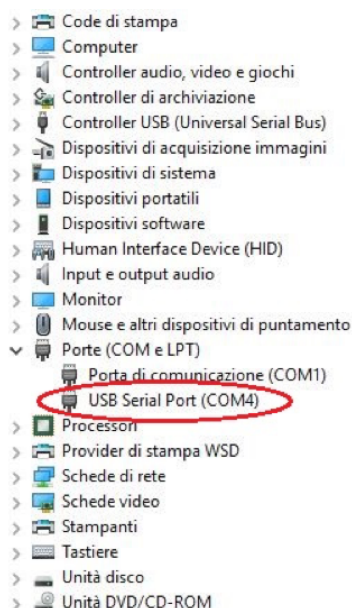 Code di stampa
Computer
Controller audio, video e giochi
Controller di archiviazione
Controller USB (Universal Serial Bus)
Dispositivi di acquisizione immagini
Dispositivi di sistema
Dispositivi portatili
Dispositivi software
Human Interface Device (HID)
Input e output audio
Monitor
Mouse e altri dispositivi di puntamento
Porte (COM e LPT)
Porta di comunicazione (COM1)
USB Serial Port (COM4)
Processori
Provider di stampa WSD
Schede di rete
Schede video
Stampanti
Tastiere
Unità disco
Unità DVD/CD-ROM